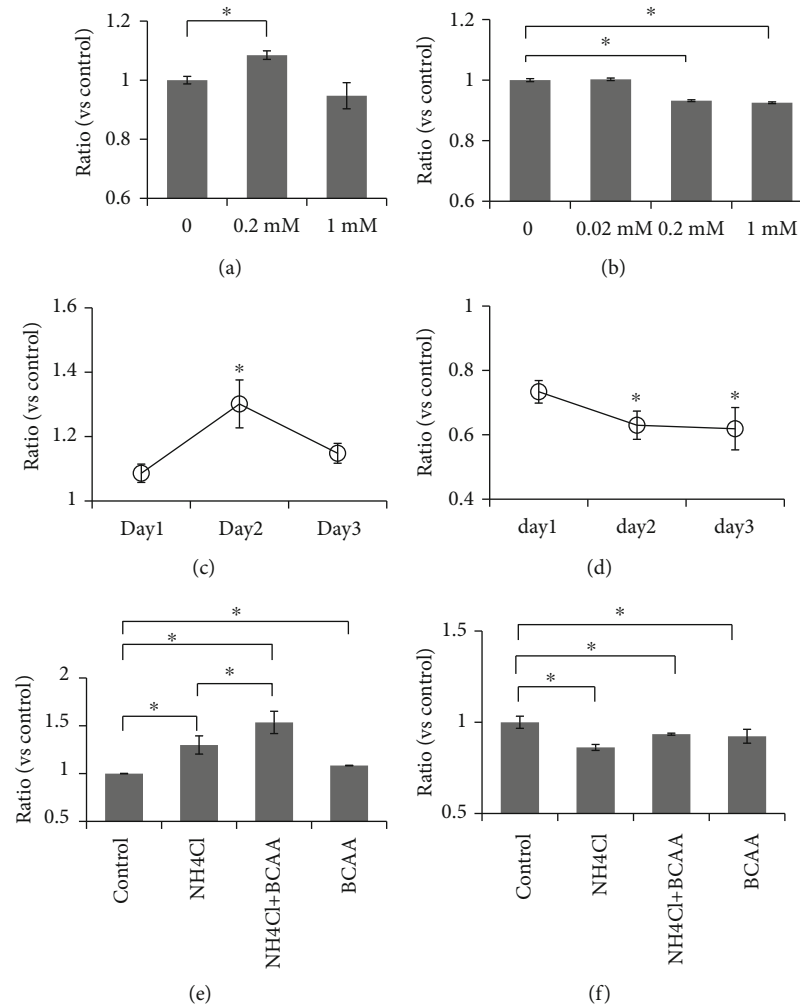 Ratio (vs control)
1.2
1
0.8
0.6
*
0
0.2 mM
1 mM
(a)
Ratio (vs control)
1.2
1
0.8
0.6
*
*
0
0.02 mM
0.2 mM
1 mM
(b)
Ratio (vs control)
1.6
1.4
1.2
1
*
Day1
Day2
Day3
(c)
Ratio (vs control)
1
0.8
0.6
0.4
*
*
day1
day2
day3
(d)
Ratio (vs control)
2
1.5
1
0.5
*
*
*
*
Control
NH4Cl
NH4Cl+BCAA
BCAA
(e)
Ratio (vs control)
1.5
1
0.5
*
*
*
Control
NH4Cl
NH4Cl+BCAA
BCAA
(f)